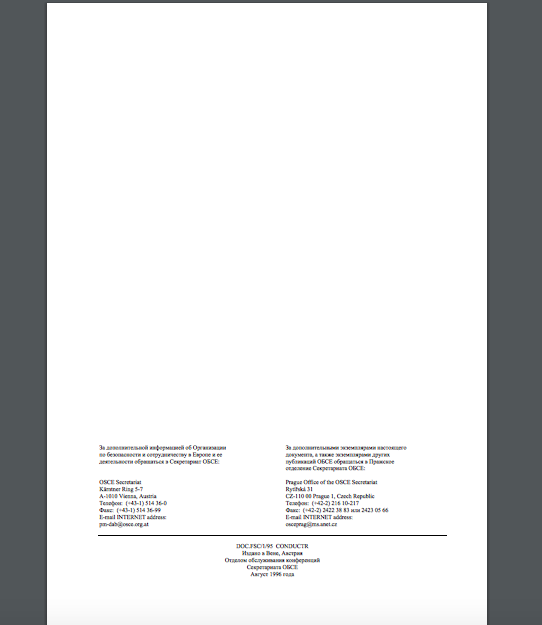 За дополнительной информацией об Организации
по безопасности и сотрудничеству в Европе и ее
деятельности обращаться в Секретариат ОБСЕ:
OSCE Secretariat
Kärntner Ring 5-7
A-1010 Vienna, Austria
Телефон: (+43-1) 514 36-0
Факс: (+43-1) 514 36-99
E-mail INTERNET address:
pm-dab@osce.org.at
За дополнительными экземплярами настоящего
документа, а также экземплярами других
публикаций ОБСЕ обращаться в Пражское
отделение Секретариата ОБСЕ:
Prague Office of the OSCE Secretariat
Rytířská 31
CZ-110 00 Prague 1, Czech Republic
Телефон: (+42-2) 216 10-217
Факс: (+42-2) 2422 38 83 или 2423 05 66
E-mail INTERNET address:
osceprag@ms.anet.cz
DOC.FSC/1/95 CONDUCTR
Издано в Вене, Австрия
Отделом обслуживания конференций
Секретариата ОБСЕ
Август 1996 года